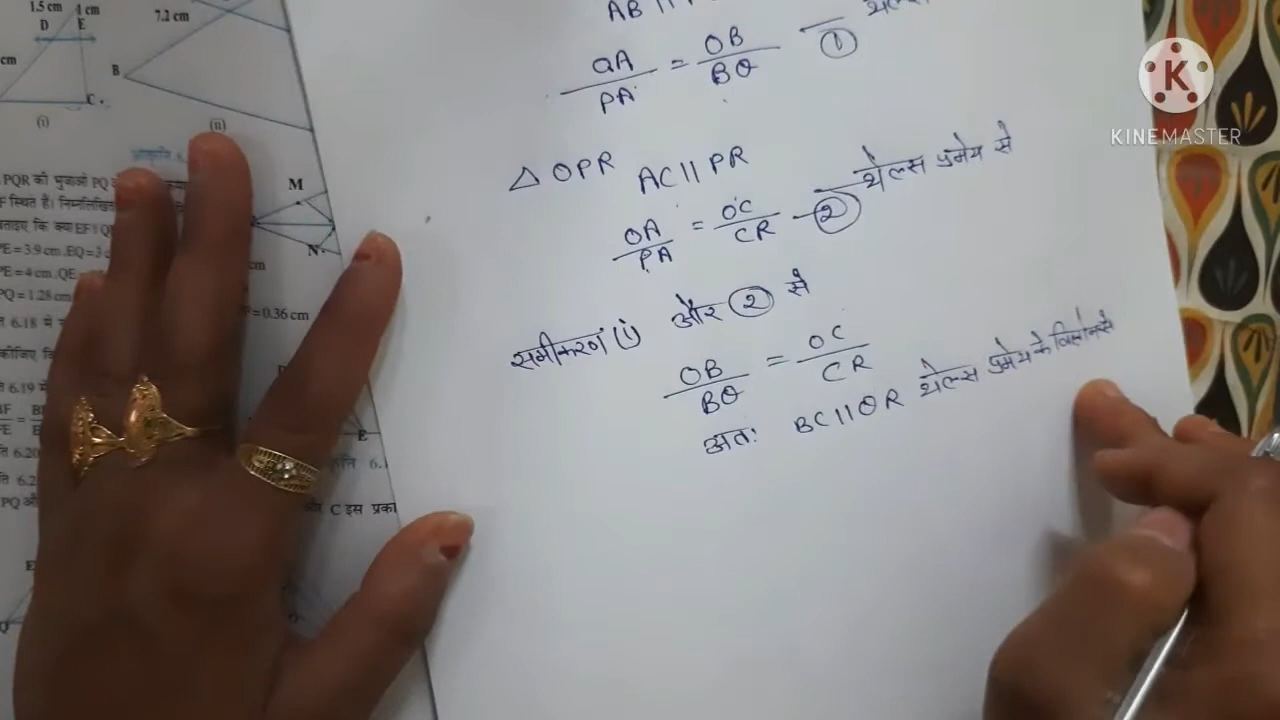 1.5 cm 1 cm
D E
7.2 cm
cm
B
C
(i)
(ii)
PQR की भुजाओं PQ
F स्थित हैं। निम्नलिखि
बताइए कि क्या EF || Q
PE = 3.9 cm, EQ = 3 c
PE = 4 cm, QE
PQ = 1.28 cm
= 0.36 cm
6.18 में
कीजिए कि
6.19 में
M
N
E
6.20
6.2
PQ औ
C इस प्रका
AB ||
OA/PA = OB/BQ — ①
△ OPR AC || PR
OA/PA = OC/CR — ② थेल्स प्रमेय से
समीकरण (1) और ② से
OB/BQ = OC/CR
अतः BC || QR थेल्स प्रमेय के विलोम से
K
KINEMASTER